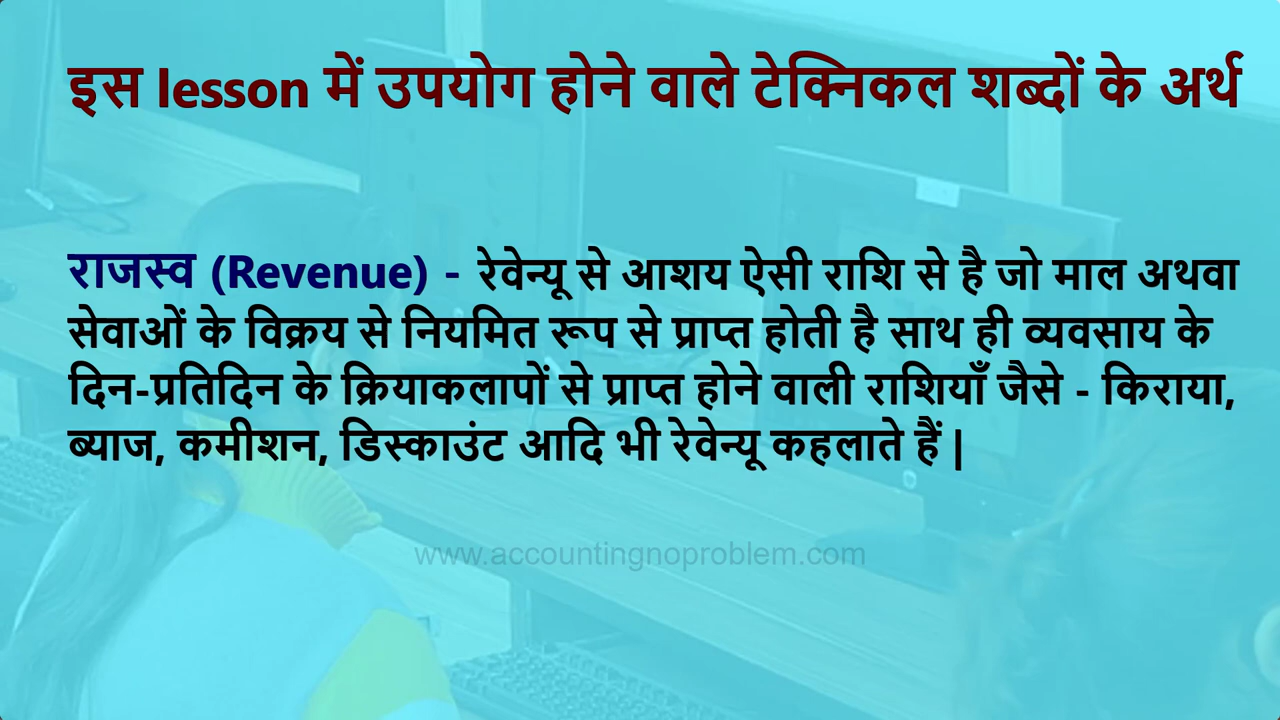 इस lesson में उपयोग होने वाले टेक्निकल शब्दों के अर्थ
राजस्व (Revenue) - रेवेन्यू से आशय ऐसी राशि से है जो माल अथवा
सेवाओं के विक्रय से नियमित रूप से प्राप्त होती है साथ ही व्यवसाय के
दिन-प्रतिदिन के क्रियाकलापों से प्राप्त होने वाली राशियाँ जैसे - किराया,
ब्याज, कमीशन, डिस्काउंट आदि भी रेवेन्यू कहलाते हैं |
www.accountingnoproblem.com